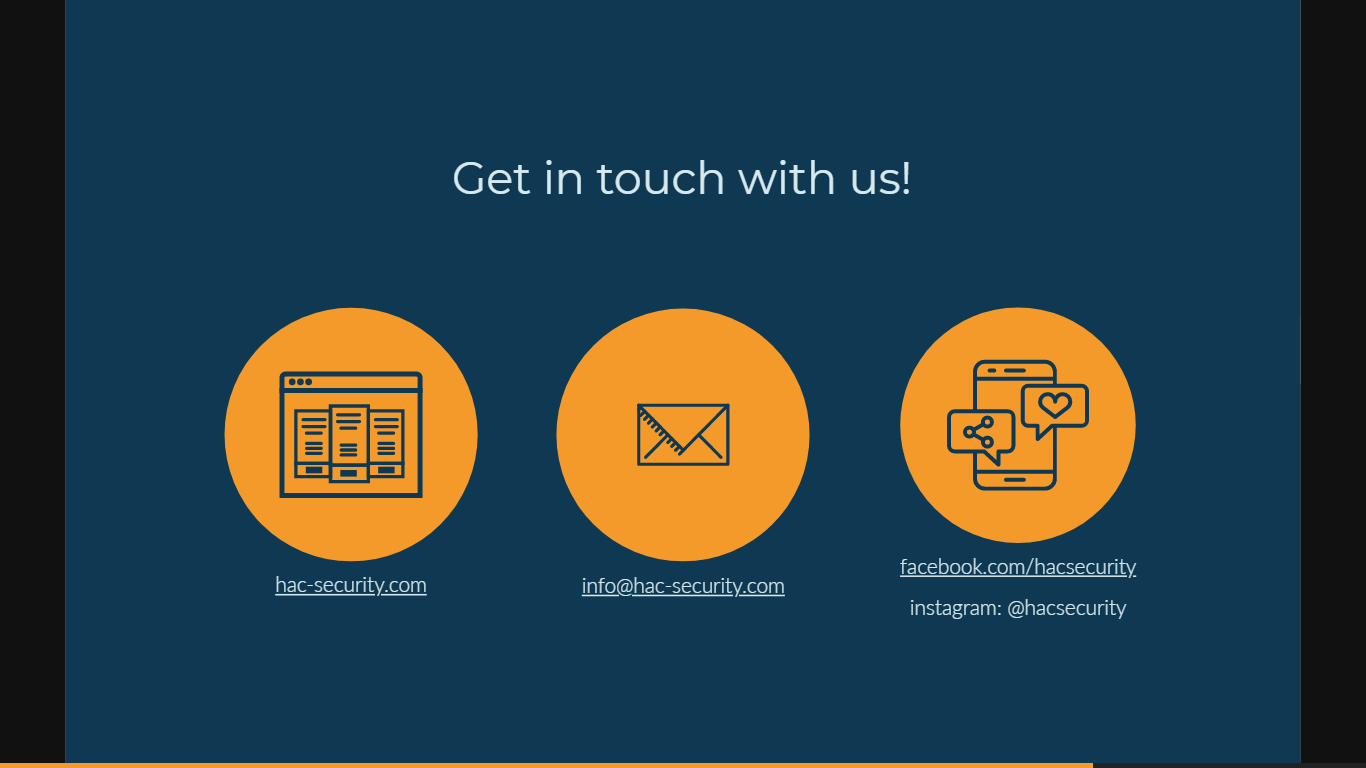 Get in touch with us!
hac-security.com
info@hac-security.com
facebook.com/hacsecurity
instagram: @hacsecurity